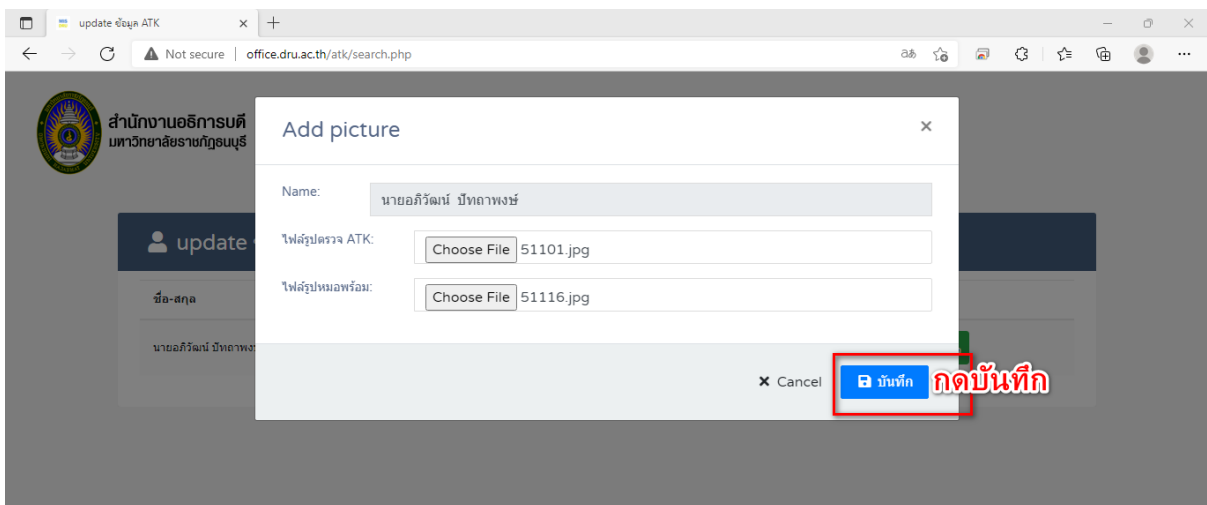 update ข้อมูล ATK
Not secure | office.dru.ac.th/atk/search.php
สำนักงานอธิการบดี
มหาวิทยาลัยราชภัฏธนบุรี
Add picture
Name: นายอภิวัฒน์ ปัทถาพงษ์
ไฟล์รูปตรวจ ATK: Choose File 51101.jpg
ไฟล์รูปหมอพร้อม: Choose File 51116.jpg
update
ชื่อ-สกุล
นายอภิวัฒน์ ปัทถาพง
Cancel บันทึก กดบันทึก